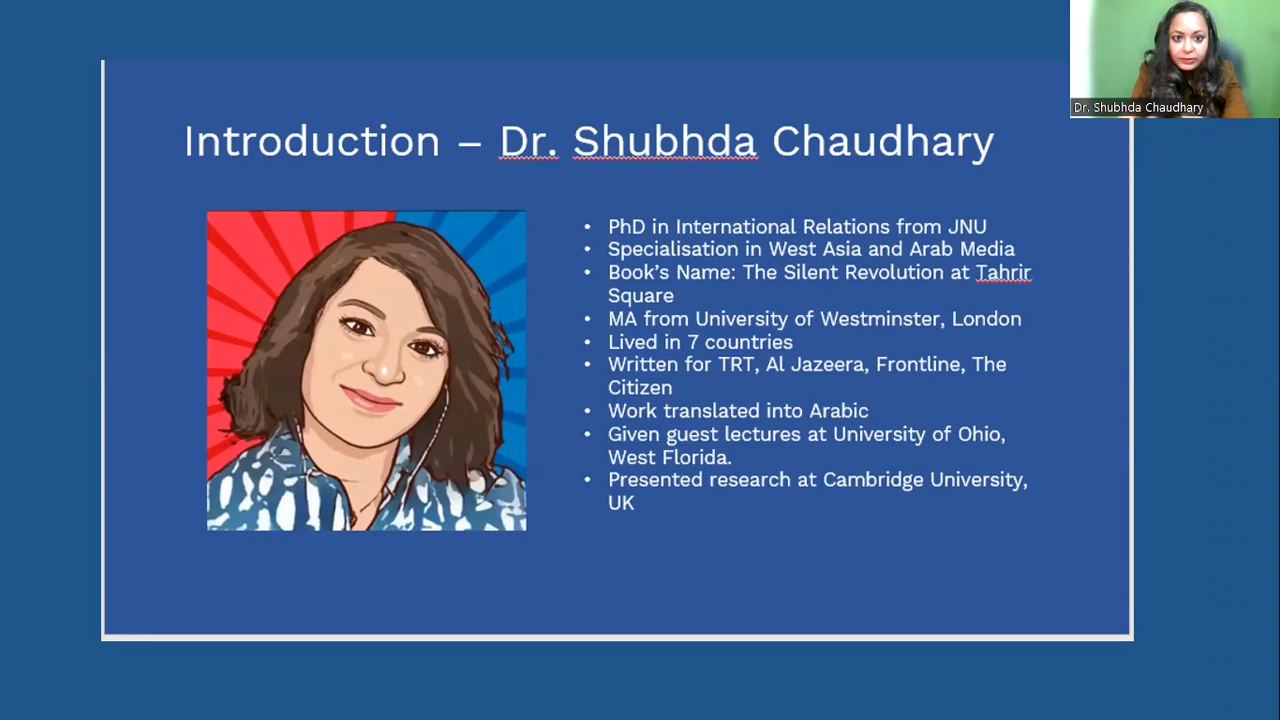 Dr. Shubhda Chaudhary
Introduction – Dr. Shubhda Chaudhary
• PhD in International Relations from JNU
• Specialisation in West Asia and Arab Media
• Book’s Name: The Silent Revolution at Tahrir
Square
• MA from University of Westminster, London
• Lived in 7 countries
• Written for TRT, Al Jazeera, Frontline, The
Citizen
• Work translated into Arabic
• Given guest lectures at University of Ohio,
West Florida.
• Presented research at Cambridge University,
UK